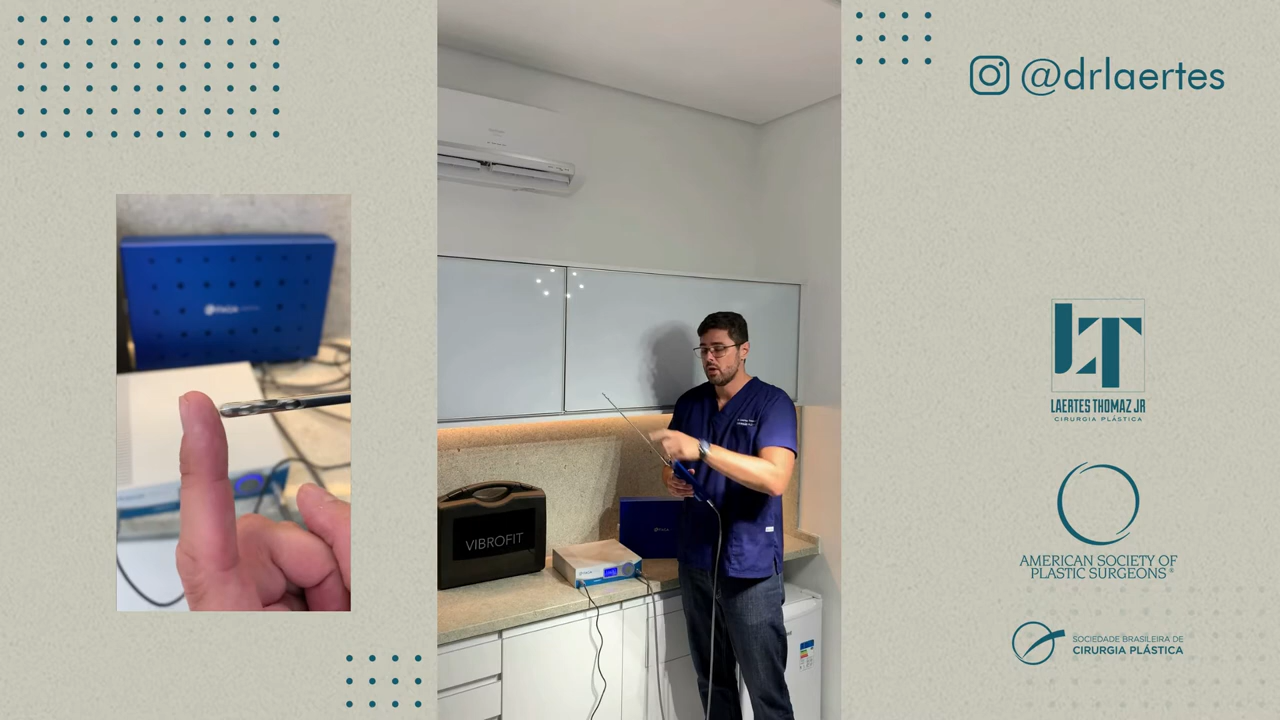 @drlaertes
VIBROFIT
LT
LAERTES THOMAZ JR
CIRURGIA PLÁSTICA
AMERICAN SOCIETY OF
PLASTIC SURGEONS®
SOCIEDADE BRASILEIRA DE
CIRURGIA PLÁSTICA